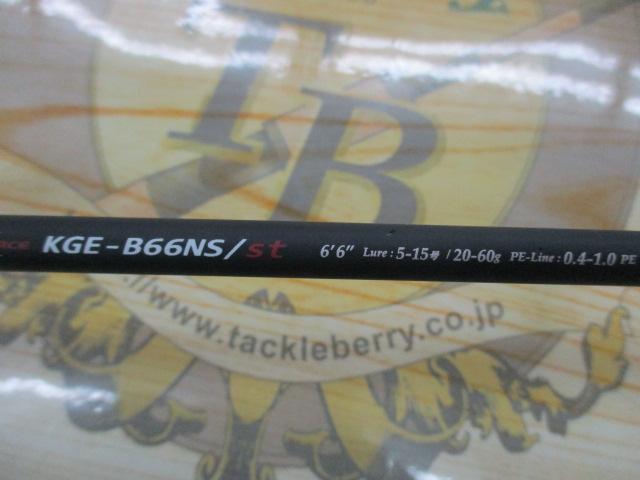 TB
KGE-B66NS/st 6'6" Lure : 5-15号 / 20-60g PE-Line : 0.4-1.0 PE
://www.tackleberry.co.jp